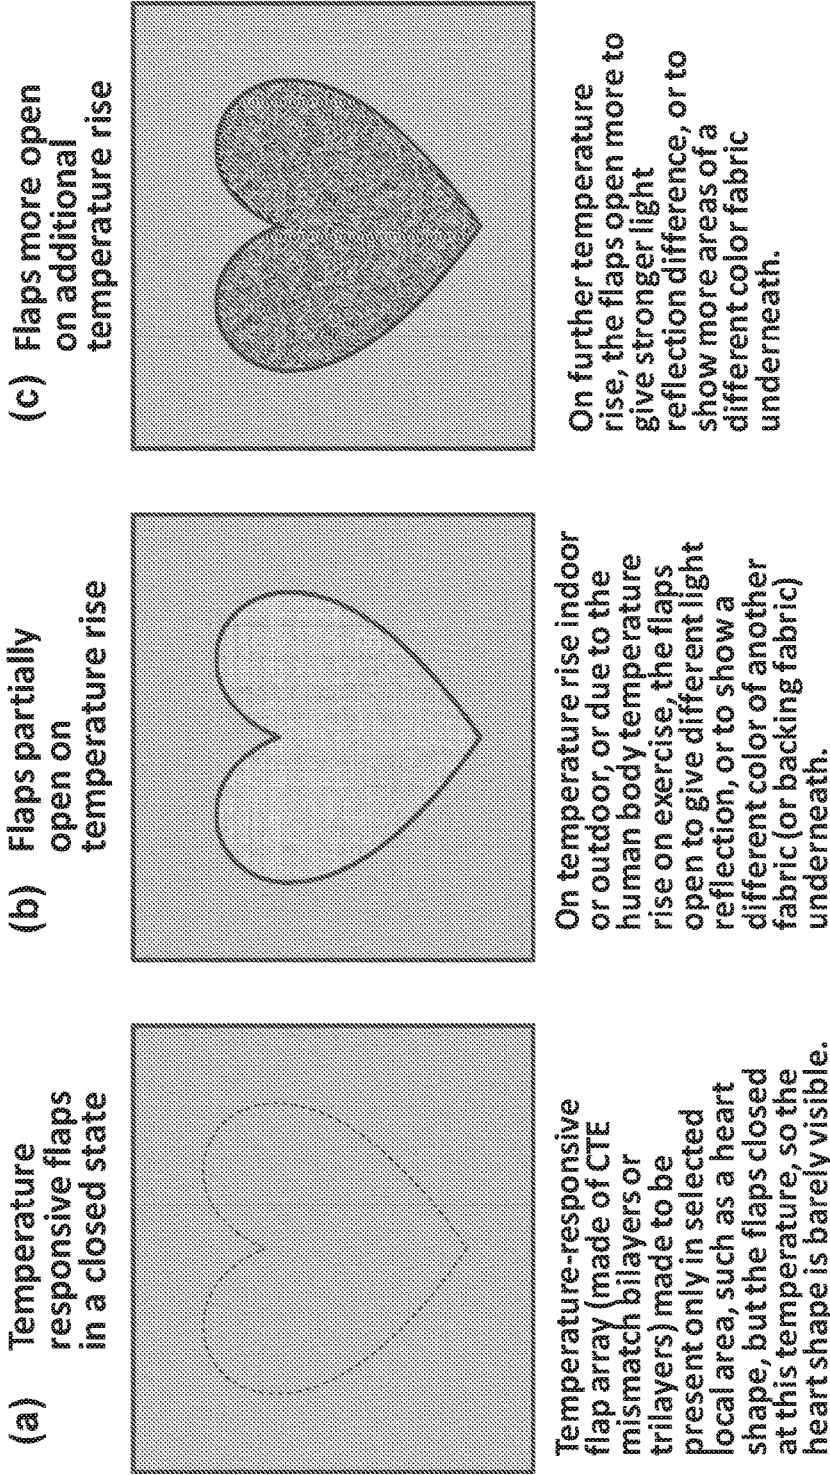 (a) Temperature
responsive flaps
in a closed state
Temperature-responsive
flap array (made of CTE
mismatch bilayers or
trilayers) made to be
present only in selected
local area, such as a heart
shape, but the flaps closed
at this temperature, so the
heart shape is barely visible.
(b) Flaps partially
open on
temperature rise
On temperature rise indoor
or outdoor, or due to the
human body temperature
rise on exercise, the flaps
open to give different light
reflection, or to show a
different color of another
fabric (or backing fabric)
underneath.
(c) Flaps more open
on additional
temperature rise
On further temperature
rise, the flaps open more to
give stronger light
reflection difference, or to
show more areas of a
different color fabric
underneath.